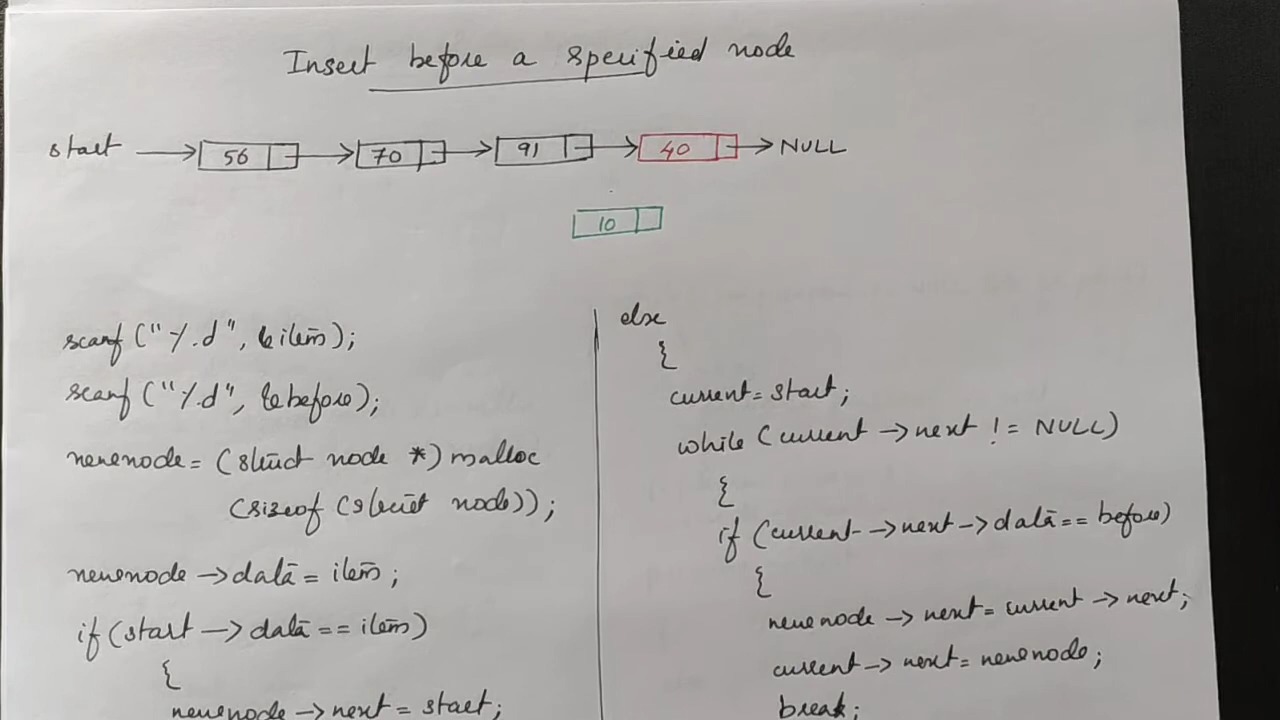 Insert before a specified node
start 56 70 91 40 NULL
10
scanf ("%d", &item);
scanf ("%d", &before);
newnode = (struct node *) malloc
(sizeof (struct node));
newnode -> data = item;
if (start -> data == item)
{
newnode -> next = start;
else
{
current = start;
while (current -> next != NULL)
{
if (current -> next -> data == before)
{
newnode -> next = current -> next;
current -> next = newnode;
break;